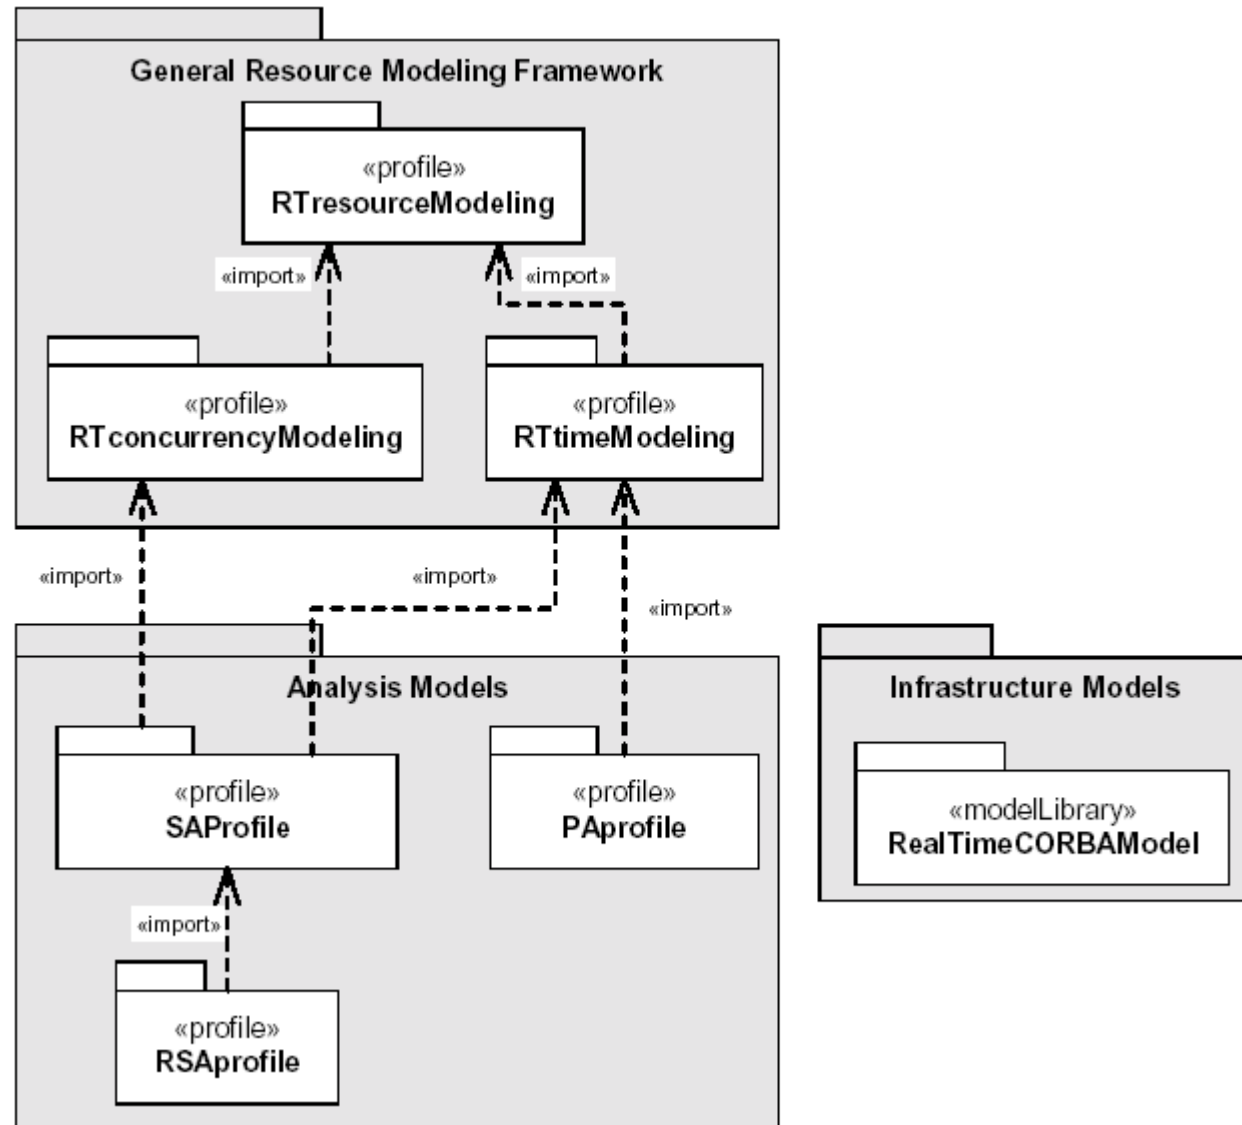 General Resource Modeling Framework
«profile»
RTresourceModeling
«import»
«import»
«profile»
RTconcurrencyModeling
«profile»
RTtimeModeling
«import»
«import»
«import»
Analysis Models
Infrastructure Models
«profile»
SAProfile
«profile»
PAprofile
«modelLibrary»
RealTimeCORBAModel
«import»
«profile»
RSAprofile